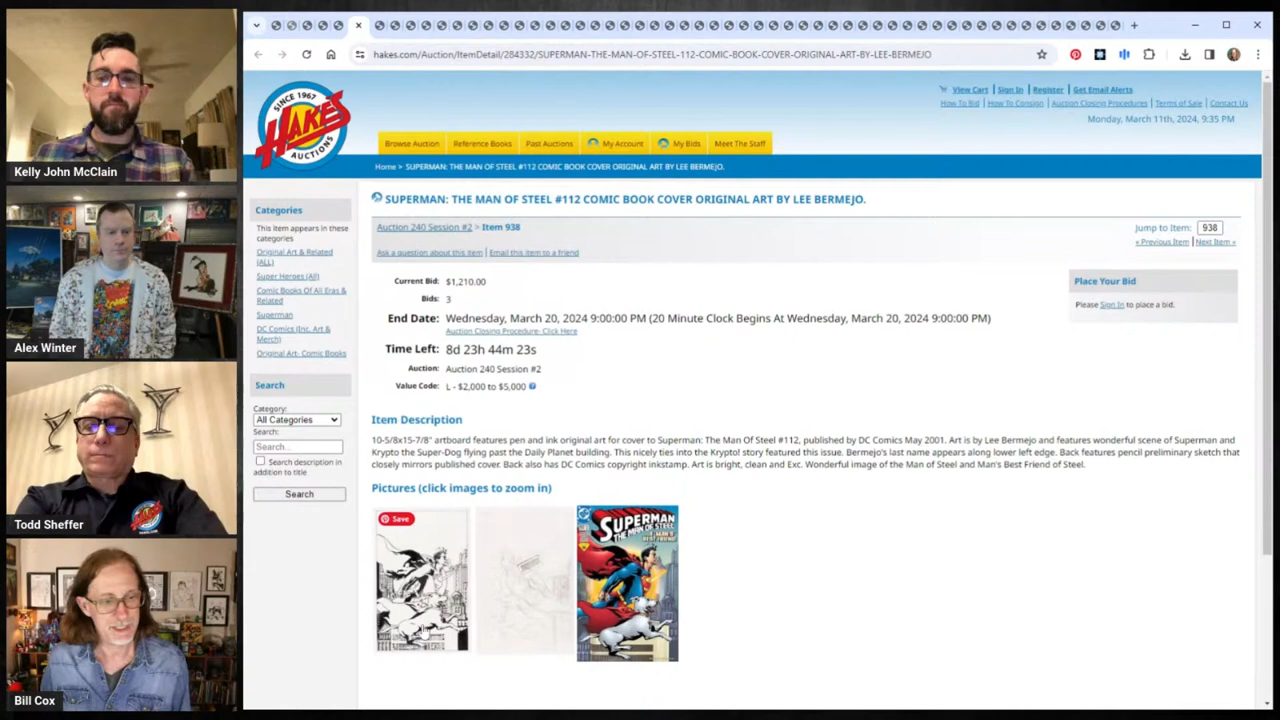 Kelly John McClain
Alex Winter
Todd Sheffer
Bill Cox
hakes.com/Auction/ItemDetail/284332/SUPERMAN-THE-MAN-OF-STEEL-112-COMIC-BOOK-COVER-ORIGINAL-ART-BY-LEE-BERMEJO
SINCE 1967
HAKE'S
AUCTIONS
View Cart | Sign In | Register | Get Email Alerts
How To Bid | How To Consign | Auction Closing Procedures | Terms of Sale | Contact Us
Monday, March 11th, 2024, 9:35 PM
Browse Auction Reference Books Past Auctions My Account My Bids Meet The Staff
Home > SUPERMAN: THE MAN OF STEEL #112 COMIC BOOK COVER ORIGINAL ART BY LEE BERMEJO.
Categories
This item appears in these
categories
Original Art & Related
(ALL)
Super Heroes (All)
Comic Books Of All Eras &
Related
Superman
DC Comics (Inc. Art &
Merch)
Original Art- Comic Books
Search
Category:
All Categories
Search:
Search...
Search description in
addition to title
Search
SUPERMAN: THE MAN OF STEEL #112 COMIC BOOK COVER ORIGINAL ART BY LEE BERMEJO.
Auction 240 Session #2 > Item 938
Jump to Item: 938
« Previous Item | Next Item »
Ask a question about this item | Email this item to a friend
Current Bid: $1,210.00
Bids: 3
End Date: Wednesday, March 20, 2024 9:00:00 PM (20 Minute Clock Begins At Wednesday, March 20, 2024 9:00:00 PM)
Auction Closing Procedure- Click Here
Time Left: 8d 23h 44m 23s
Auction: Auction 240 Session #2
Value Code: L - $2,000 to $5,000
Place Your Bid
Please Sign In to place a bid.
Item Description
10-5/8x15-7/8" artboard features pen and ink original art for cover to Superman: The Man Of Steel #112, published by DC Comics May 2001. Art is by Lee Bermejo and features wonderful scene of Superman and
Krypto the Super-Dog flying past the Daily Planet building. This nicely ties into the Krypto! story featured this issue. Bermejo's last name appears along lower left edge. Back features pencil preliminary sketch that
closely mirrors published cover. Back also has DC Comics copyright inkstamp. Art is bright, clean and Exc. Wonderful image of the Man of Steel and Man's Best Friend of Steel.
Pictures (click images to zoom in)
Save
SUPERMAN
THE MAN OF STEEL